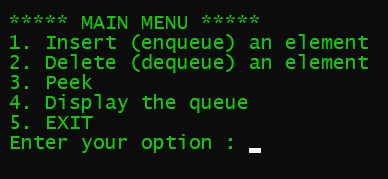 ***** MAIN MENU *****
1. Insert (enqueue) an element
2. Delete (dequeue) an element
3. Peek
4. Display the queue
5. EXIT
Enter your option :